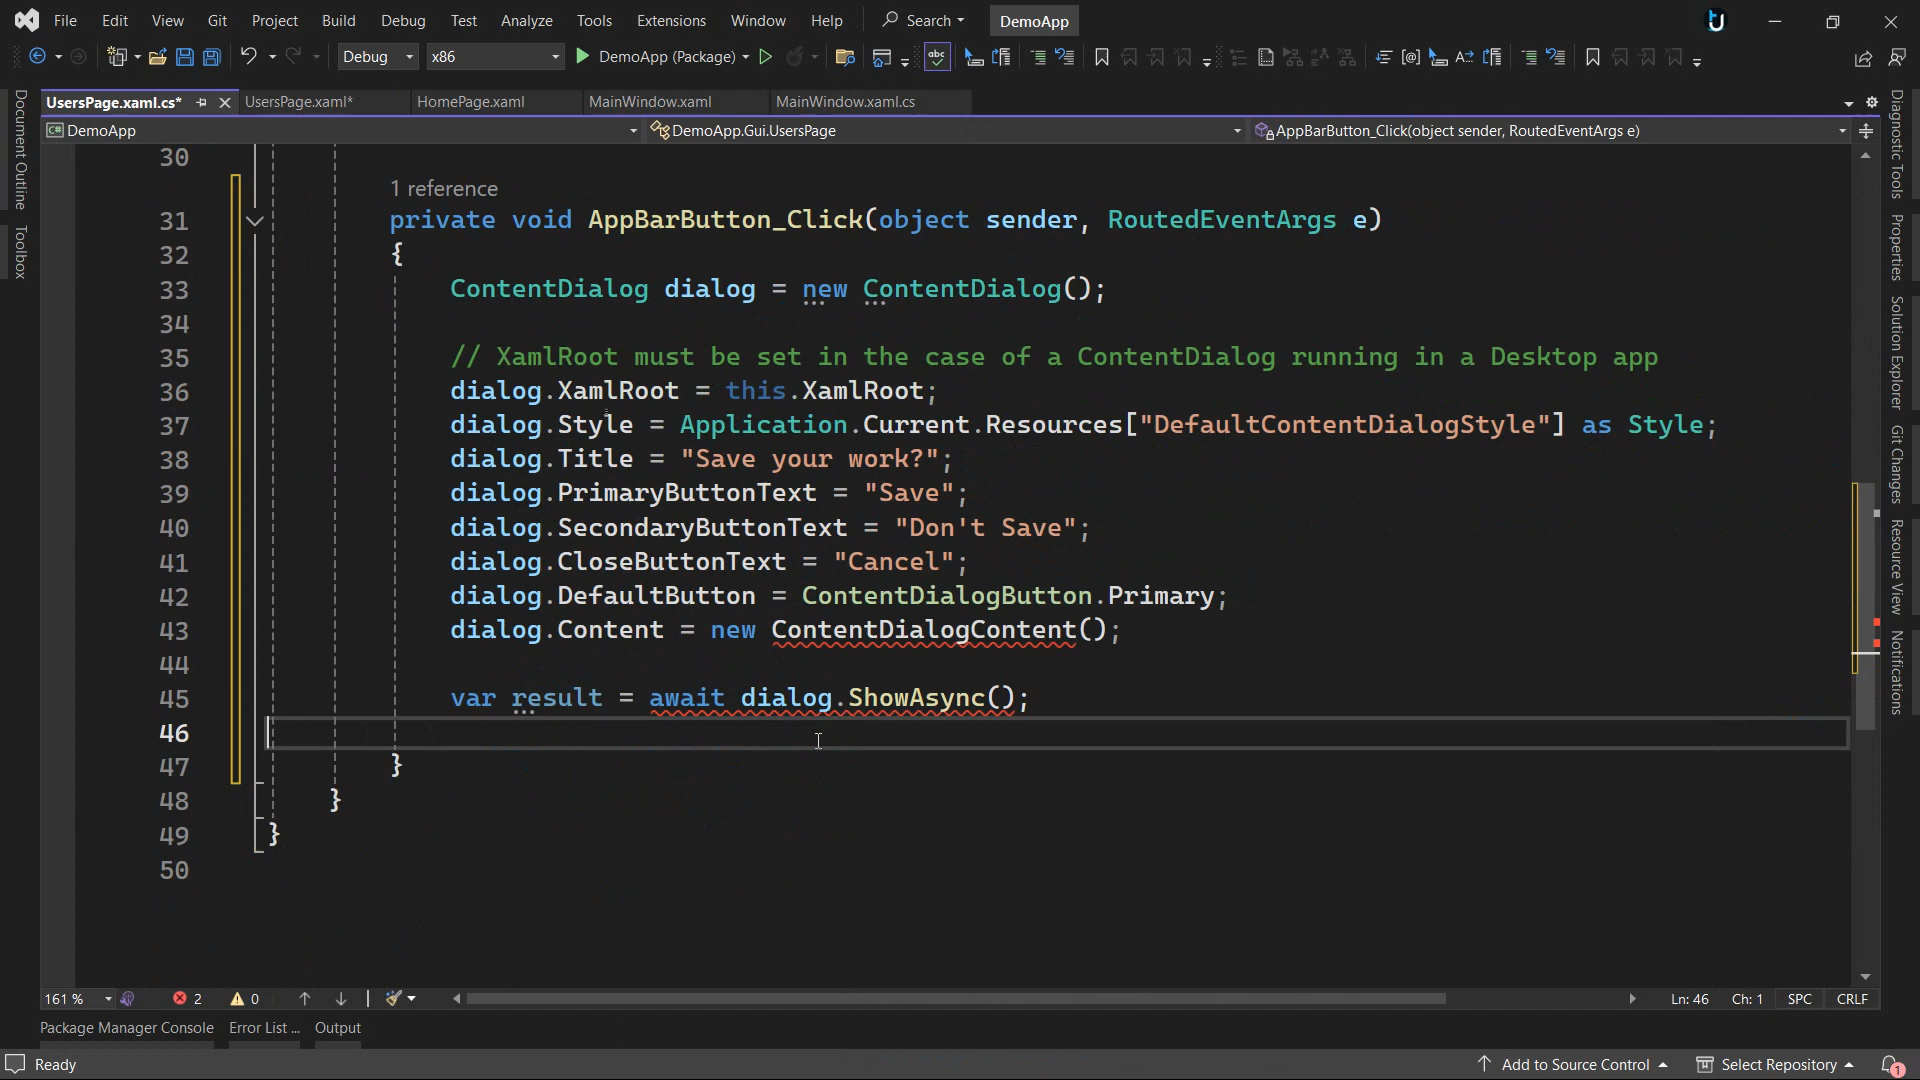 File Edit View Git Project Build Debug Test Analyze Tools Extensions Window Help Search DemoApp
Debug x86 DemoApp (Package)
UsersPage.xaml.cs* UsersPage.xaml* HomePage.xaml MainWindow.xaml MainWindow.xaml.cs
C# DemoApp DemoApp.Gui.UsersPage AppBarButton_Click(object sender, RoutedEventArgs e)
Document Outline
Toolbox
30
1 reference
31 private void AppBarButton_Click(object sender, RoutedEventArgs e)
32 {
33 ContentDialog dialog = new ContentDialog();
34
35 // XamlRoot must be set in the case of a ContentDialog running in a Desktop app
36 dialog.XamlRoot = this.XamlRoot;
37 dialog.Style = Application.Current.Resources["DefaultContentDialogStyle"] as Style;
38 dialog.Title = "Save your work?";
39 dialog.PrimaryButtonText = "Save";
40 dialog.SecondaryButtonText = "Don't Save";
41 dialog.CloseButtonText = "Cancel";
42 dialog.DefaultButton = ContentDialogButton.Primary;
43 dialog.Content = new ContentDialogContent();
44
45 var result = await dialog.ShowAsync();
46
47 }
48 }
49 }
50
Diagnostic Tools
Properties
Solution Explorer
Git Changes
Resource View
Notifications
161 % 2 0 Ln: 46 Ch: 1 SPC CRLF
Package Manager Console Error List ... Output
Ready Add to Source Control Select Repository 1